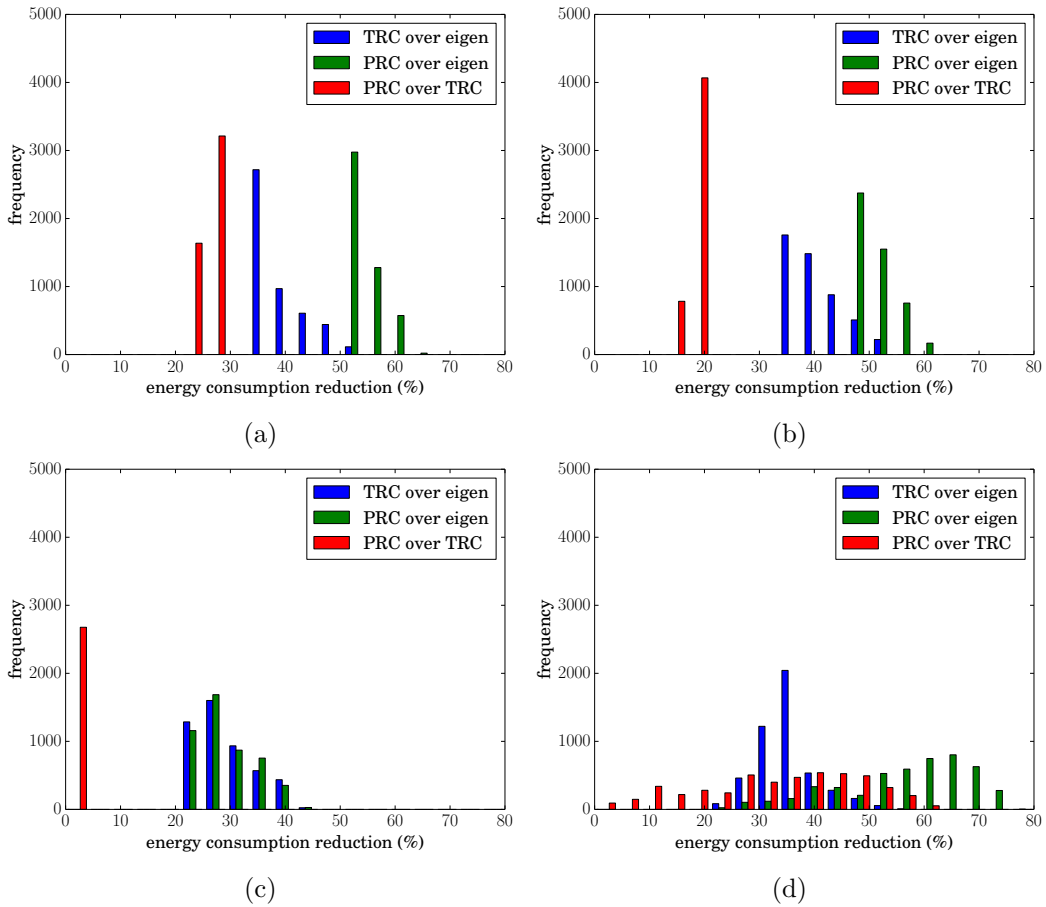 5000
4000
3000
2000
1000
0
frequency
0 10 20 30 40 50 60 70 80
energy consumption reduction (%)
TRC over eigen
PRC over eigen
PRC over TRC
(a)
5000
4000
3000
2000
1000
0
frequency
0 10 20 30 40 50 60 70 80
energy consumption reduction (%)
TRC over eigen
PRC over eigen
PRC over TRC
(b)
5000
4000
3000
2000
1000
0
frequency
0 10 20 30 40 50 60 70 80
energy consumption reduction (%)
TRC over eigen
PRC over eigen
PRC over TRC
(c)
5000
4000
3000
2000
1000
0
frequency
0 10 20 30 40 50 60 70 80
energy consumption reduction (%)
TRC over eigen
PRC over eigen
PRC over TRC
(d)